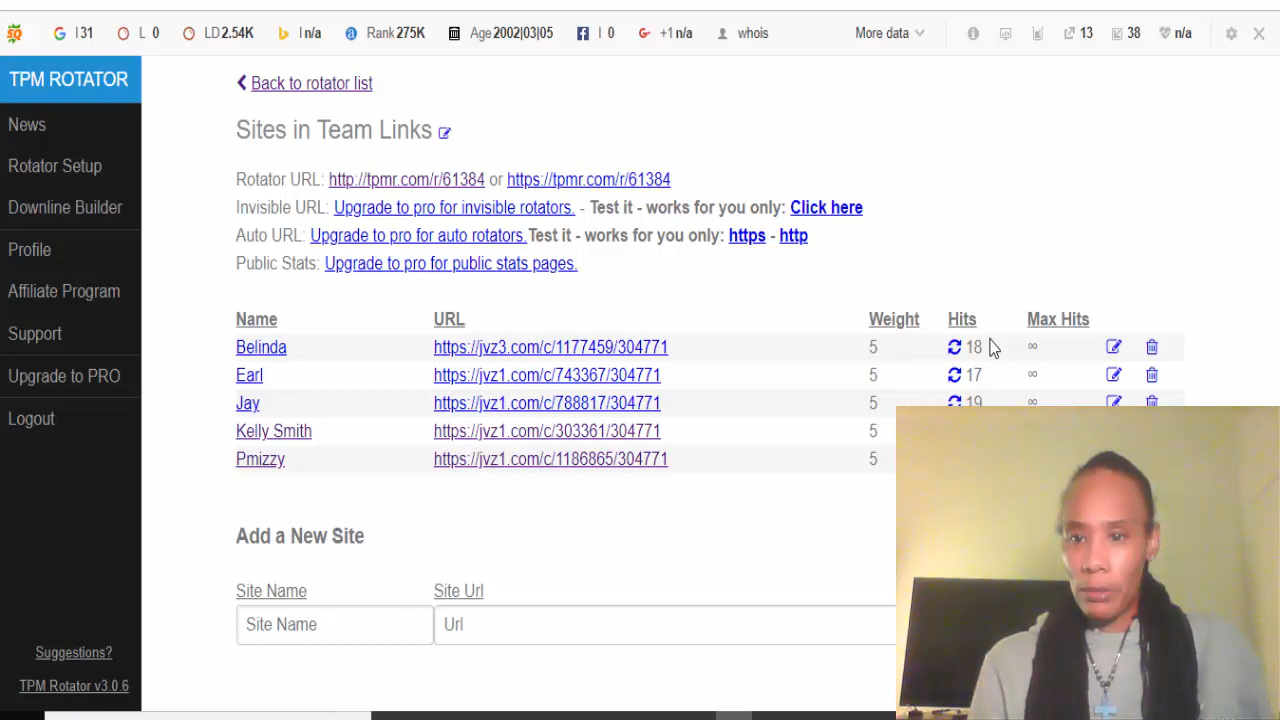 SQ I 31 L 0 LD 2.54K I n/a Rank 275K Age 2002|03|05 I 0 +1 n/a whois More data 13 38 n/a
TPM ROTATOR
News
Rotator Setup
Downline Builder
Profile
Affiliate Program
Support
Upgrade to PRO
Logout
Suggestions?
TPM Rotator v3.0.6
Back to rotator list
Sites in Team Links
Rotator URL: http://tpmr.com/r/61384 or https://tpmr.com/r/61384
Invisible URL: Upgrade to pro for invisible rotators. - Test it - works for you only: Click here
Auto URL: Upgrade to pro for auto rotators.Test it - works for you only: https - http
Public Stats: Upgrade to pro for public stats pages.
Name URL Weight Hits Max Hits
Belinda https://jvz3.com/c/1177459/304771 5 18 ∞
Earl https://jvz1.com/c/743367/304771 5 17 ∞
Jay https://jvz1.com/c/788817/304771 5 19 ∞
Kelly Smith https://jvz1.com/c/303361/304771 5
Pmizzy https://jvz1.com/c/1186865/304771 5
Add a New Site
Site Name Site Url
Site Name Url